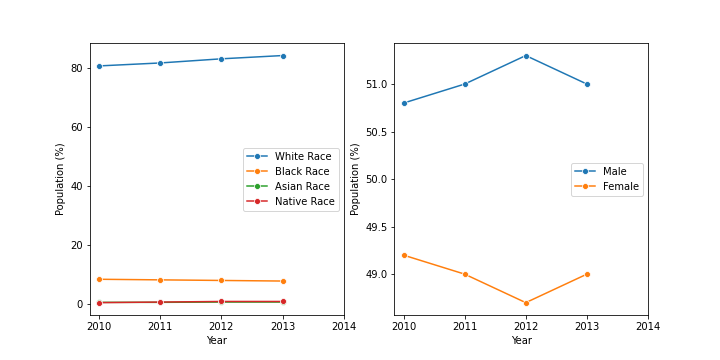 80
60
40
20
0
Population (%)
2010 2011 2012 2013 2014
Year
White Race
Black Race
Asian Race
Native Race
51.0
50.5
50.0
49.5
49.0
Population (%)
2010 2011 2012 2013 2014
Year
Male
Female